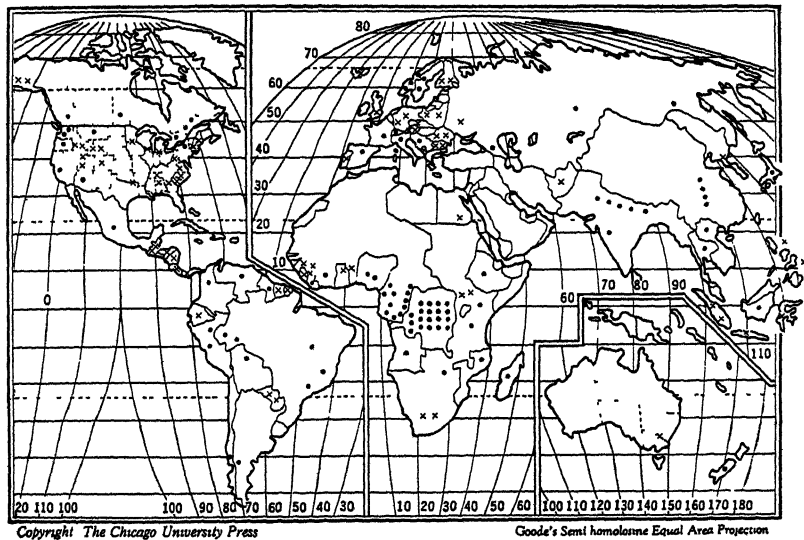 80
70
60
50
40
30
20
10
0
60 70 80 90
110
20 110 100 100 90 80 70 60 50 40 30 10 20 30 40 50 60 100 110 120 130 140 150 160 170 180
Copyright The Chicago University Press
Goode's Semi homolosine Equal Area Projection